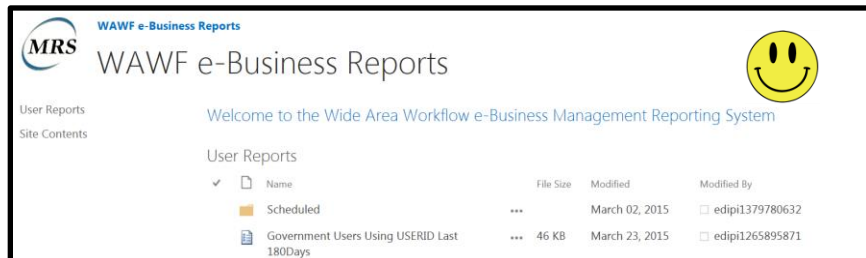 MRS
WAWF e-Business Reports
WAWF e-Business Reports
User Reports
Site Contents
Welcome to the Wide Area Workflow e-Business Management Reporting System
User Reports
Name File Size Modified Modified By
Scheduled ... March 02, 2015 edipi1379780632
Government Users Using USERID Last ... 46 KB March 23, 2015 edipi1265895871
180Days